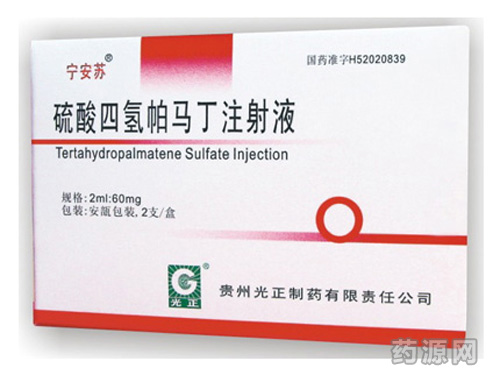 宁安苏®
国药准字H52020839
硫酸四氢帕马丁注射液
Tertahydropalmatene Sulfate Injection
规格:2ml:60mg
包装:安瓿包装,2支/盒
G®
光正
贵州光正制药有限责任公司
药源网